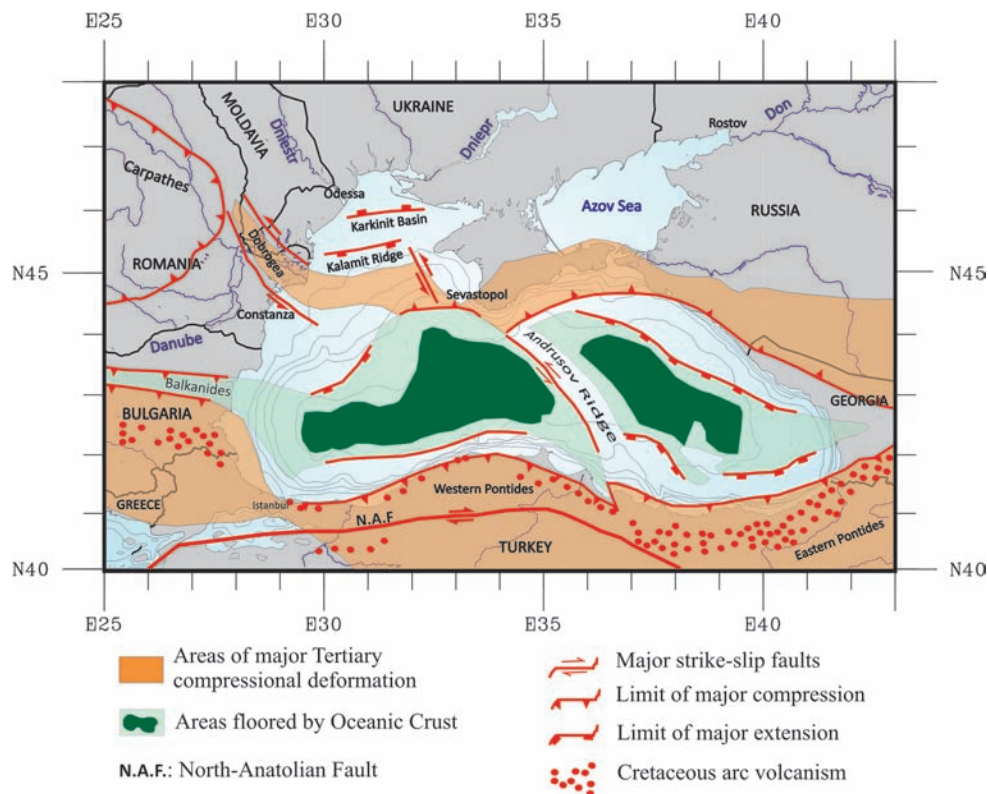 E25 E30 E35 E40
UKRAINE
MOLDAVIA
Dniestr
Dniepr
Don
Rostov
Carpathes
Odessa
Azov Sea
RUSSIA
Karkinit Basin
Dobrogea
ROMANIA
Kalamit Ridge
N45 N45
Sevastopol
Constanza
Danube
Andrusov Ridge
Balkanides
GEORGIA
BULGARIA
Western Pontides
GREECE
Istanbul
N.A.F
TURKEY
Eastern Pontides
N40 N40
E25 E30 E35 E40
Areas of major Tertiary
compressional deformation
Areas floored by Oceanic Crust
N.A.F.: North-Anatolian Fault
Major strike-slip faults
Limit of major compression
Limit of major extension
Cretaceous arc volcanism